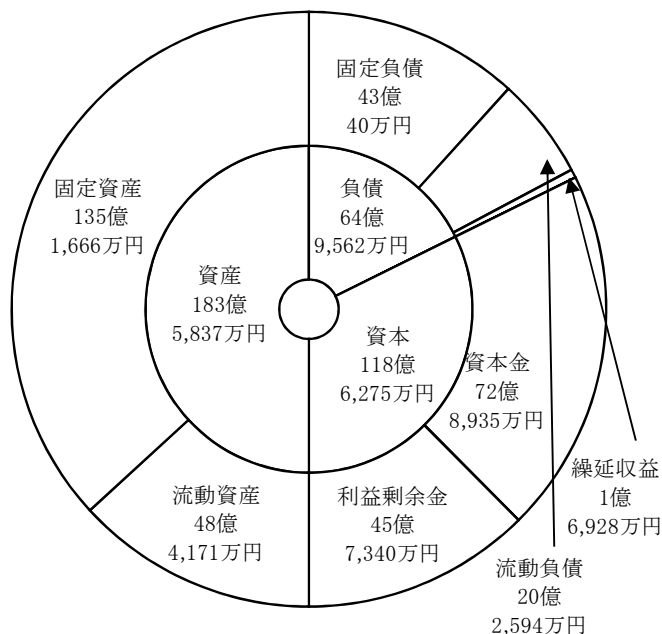 固定負債
43億
40万円
固定資産
135億
1,666万円
負債
64億
9,562万円
資産
183億
5,837万円
資本
118億
6,275万円
資本金
72億
8,935万円
繰延収益
1億
6,928万円
流動資産
48億
4,171万円
利益剰余金
45億
7,340万円
流動負債
20億
2,594万円